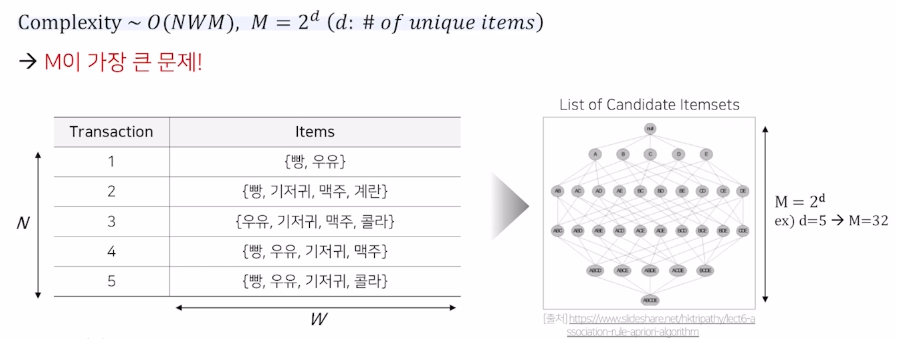 Complexity ~ O(NWM), M = 2^d (d: # of unique items)
→ M이 가장 큰 문제!
List of Candidate Itemsets
Transaction Items
1 {빵, 우유}
2 {빵, 기저귀, 맥주, 계란}
3 {우유, 기저귀, 맥주, 콜라}
4 {빵, 우유, 기저귀, 맥주}
5 {빵, 우유, 기저귀, 콜라}
N
W
null
A B C D E
AB AC AD AE BC BD BE CD CE DE
ABC ABD ABE ACD ACE ADE BCD BCE BDE CDE
ABCD ABCE ABDE ACDE BCDE
ABCDE
M = 2^d
ex) d=5 → M=32
[출처] https://www.slideshare.net/hktripathy/lect6-a
ssociation-rule-apriori-algorithm